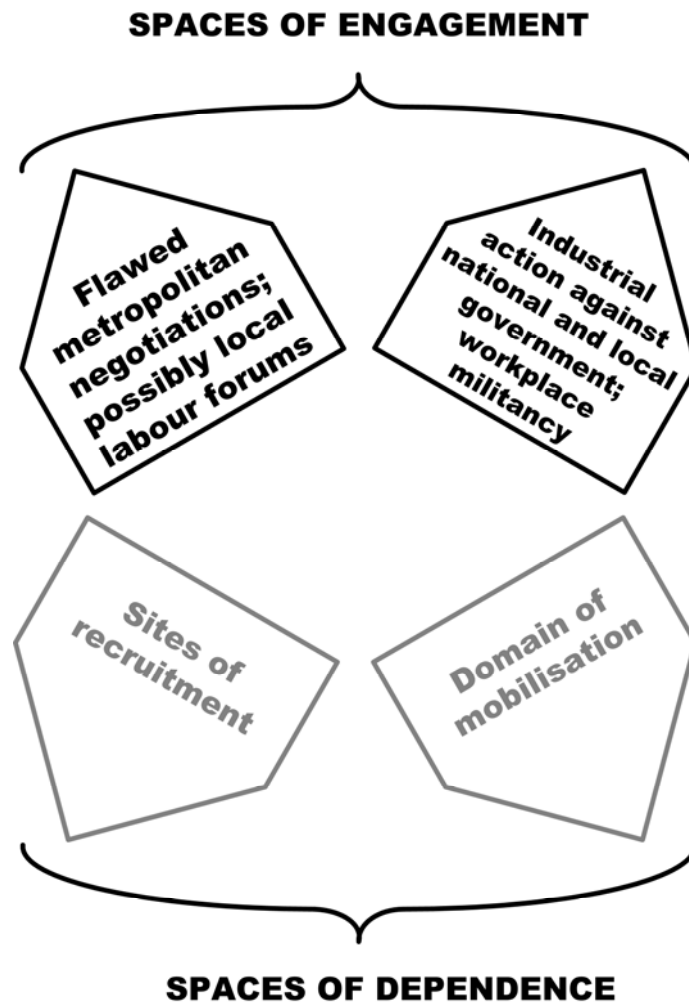 SPACES OF ENGAGEMENT
Flawed
metropolitan
negotiations;
possibly local
labour forums
Industrial
action against
national and local
government;
workplace
militancy
Sites of
recruitment
Domain of
mobilisation
SPACES OF DEPENDENCE